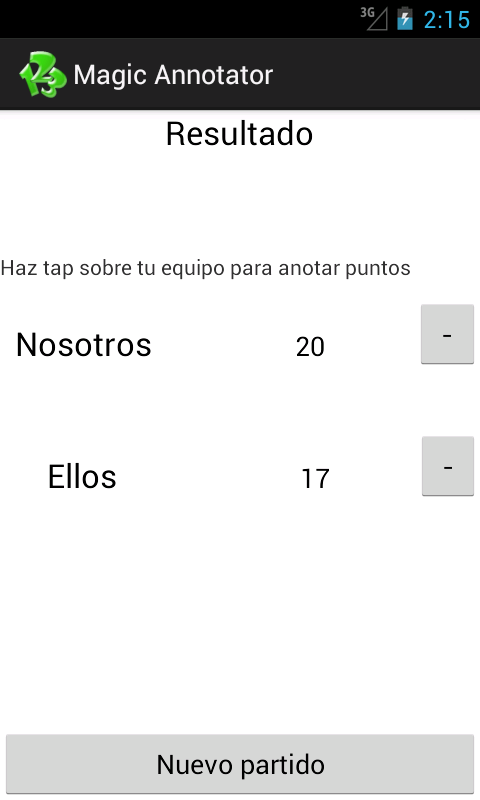 3G 2:15
Magic Annotator
Resultado
Haz tap sobre tu equipo para anotar puntos
Nosotros 20 -
Ellos 17 -
Nuevo partido